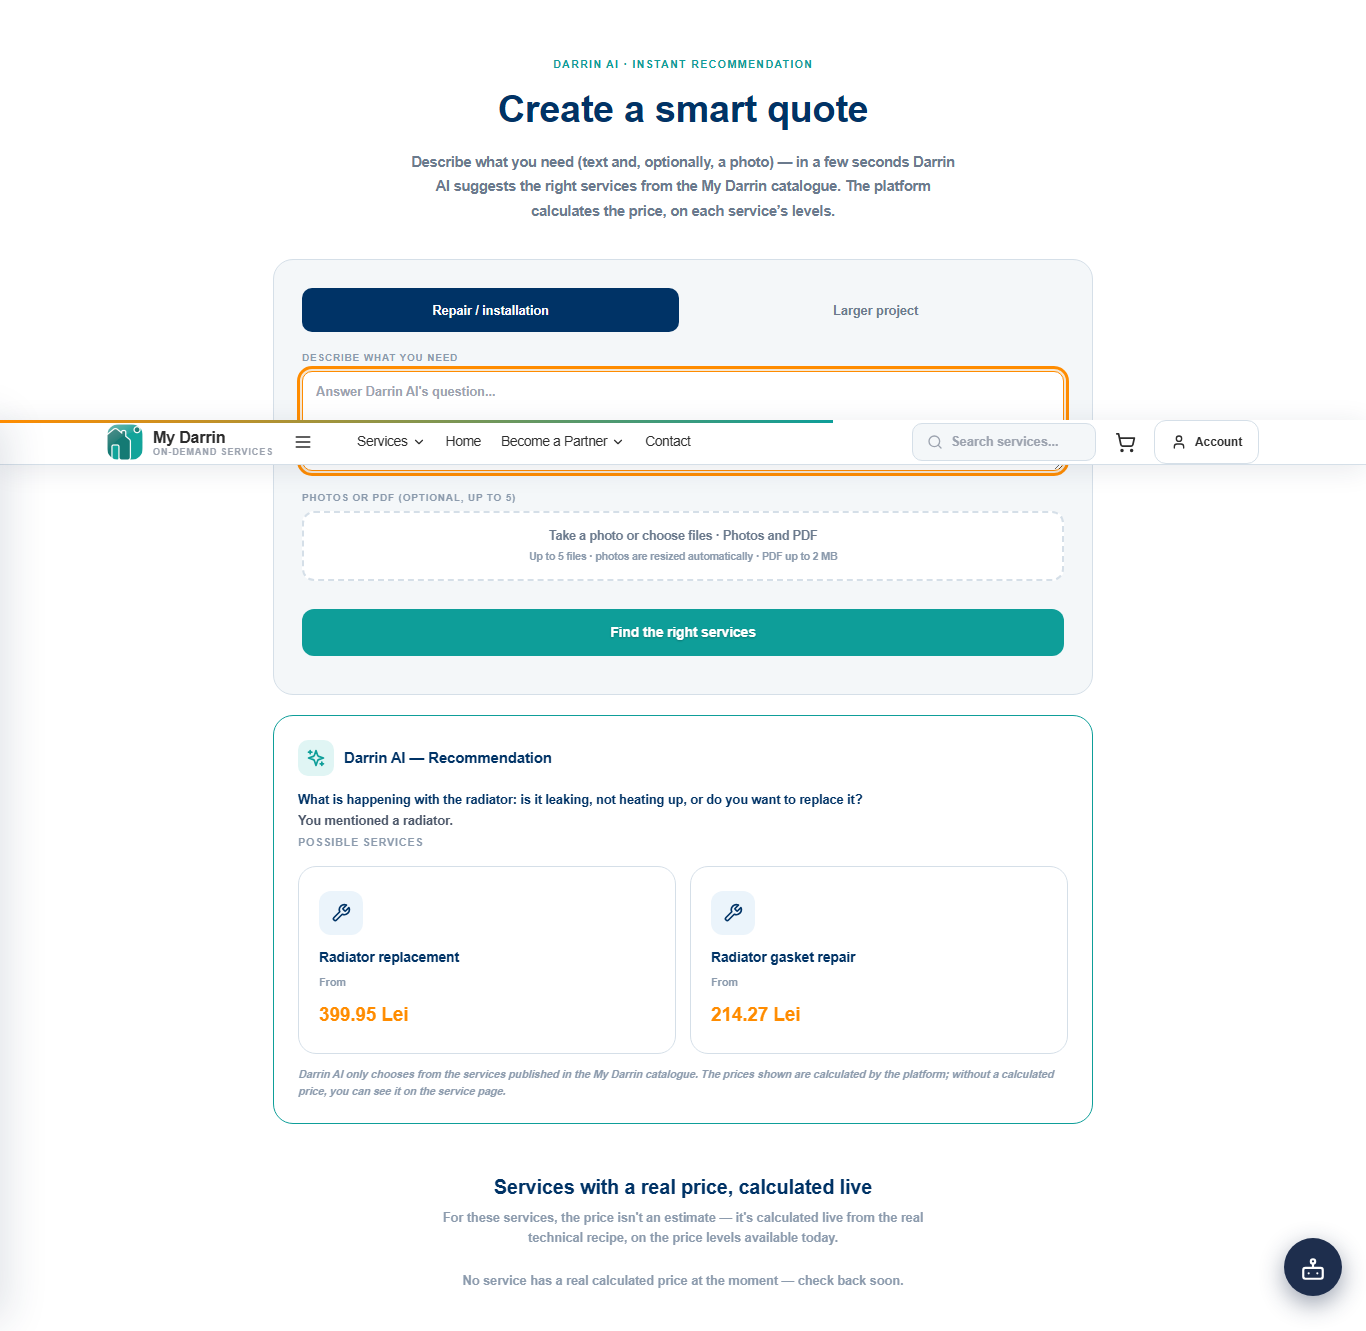 DARRIN AI · INSTANT RECOMMENDATION
Create a smart quote
Describe what you need (text and, optionally, a photo) — in a few seconds Darrin
AI suggests the right services from the My Darrin catalogue. The platform
calculates the price, on each service's levels.
Repair / installation
Larger project
DESCRIBE WHAT YOU NEED
Answer Darrin AI's question...
My Darrin
ON-DEMAND SERVICES
Services
Home
Become a Partner
Contact
Search services...
Account
PHOTOS OR PDF (OPTIONAL, UP TO 5)
Take a photo or choose files · Photos and PDF
Up to 5 files · photos are resized automatically · PDF up to 2 MB
Find the right services
Darrin AI — Recommendation
What is happening with the radiator: is it leaking, not heating up, or do you want to replace it?
You mentioned a radiator.
POSSIBLE SERVICES
Radiator replacement
From
399.95 Lei
Radiator gasket repair
From
214.27 Lei
Darrin AI only chooses from the services published in the My Darrin catalogue. The prices shown are calculated by the platform; without a calculated
price, you can see it on the service page.
Services with a real price, calculated live
For these services, the price isn't an estimate — it's calculated live from the real
technical recipe, on the price levels available today.
No service has a real calculated price at the moment — check back soon.